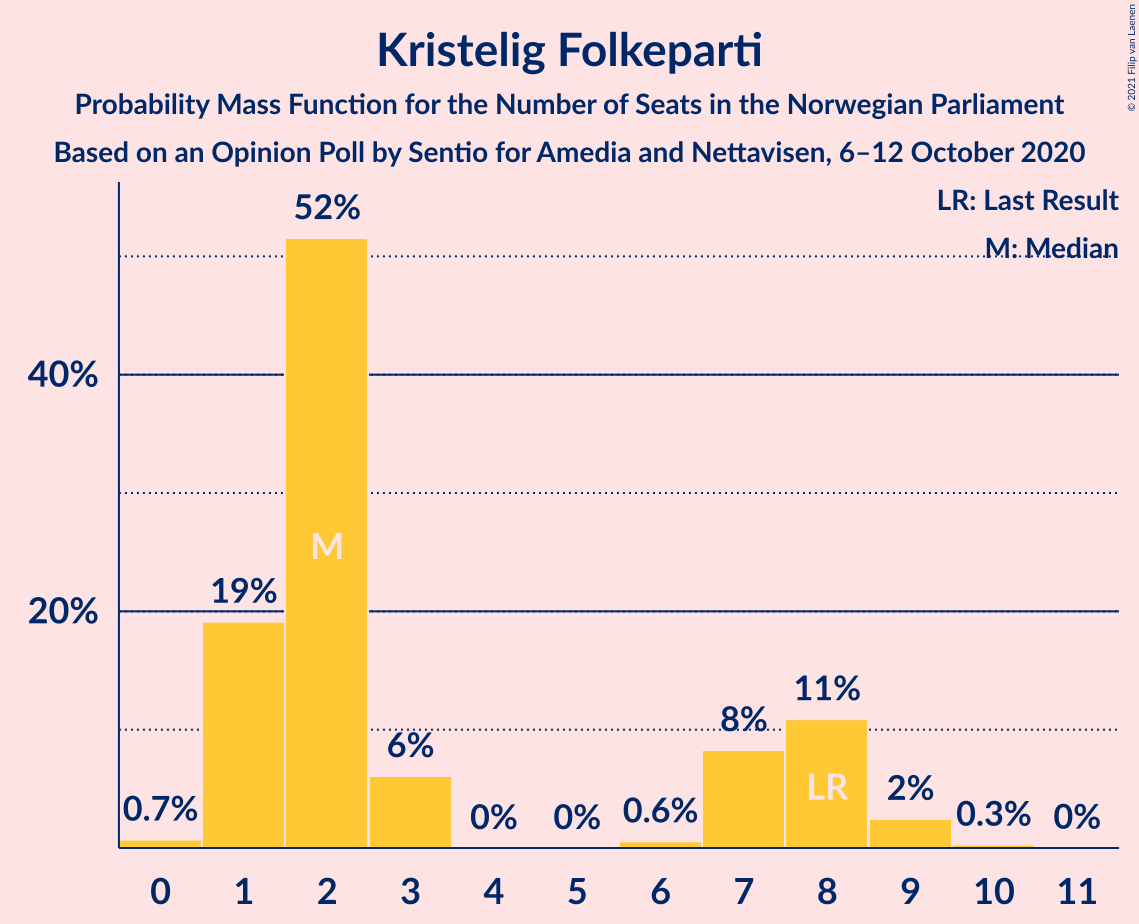 Kristelig Folkeparti
Probability Mass Function for the Number of Seats in the Norwegian Parliament
Based on an Opinion Poll by Sentio for Amedia and Nettavisen, 6–12 October 2020
© 2021 Filip van Laenen
LR: Last Result
M: Median
52%
40%
M
19%
20%
11%
8%
6%
LR
2%
0.7%
0%
0%
0.6%
0.3%
0%
0 1 2 3 4 5 6 7 8 9 10 11